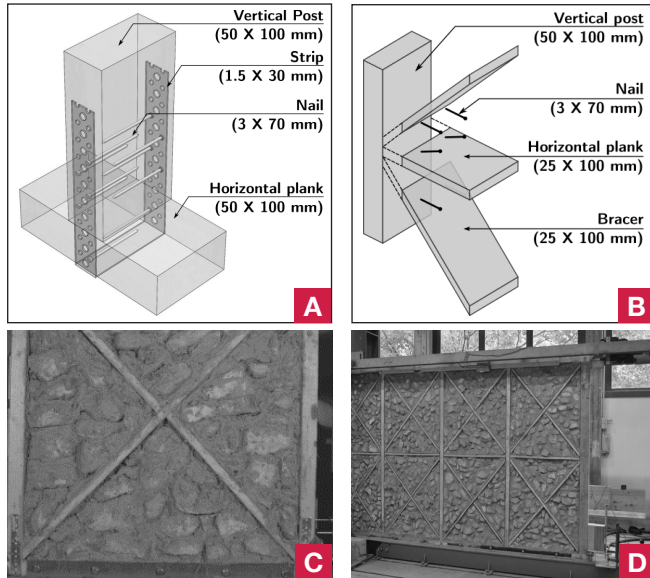 Vertical Post
(50 X 100 mm)
Strip
(1.5 X 30 mm)
Nail
(3 X 70 mm)
Horizontal plank
(50 X 100 mm)
A
Vertical post
(50 X 100 mm)
Nail
(3 X 70 mm)
Horizontal plank
(25 X 100 mm)
Bracer
(25 X 100 mm)
B
C
D